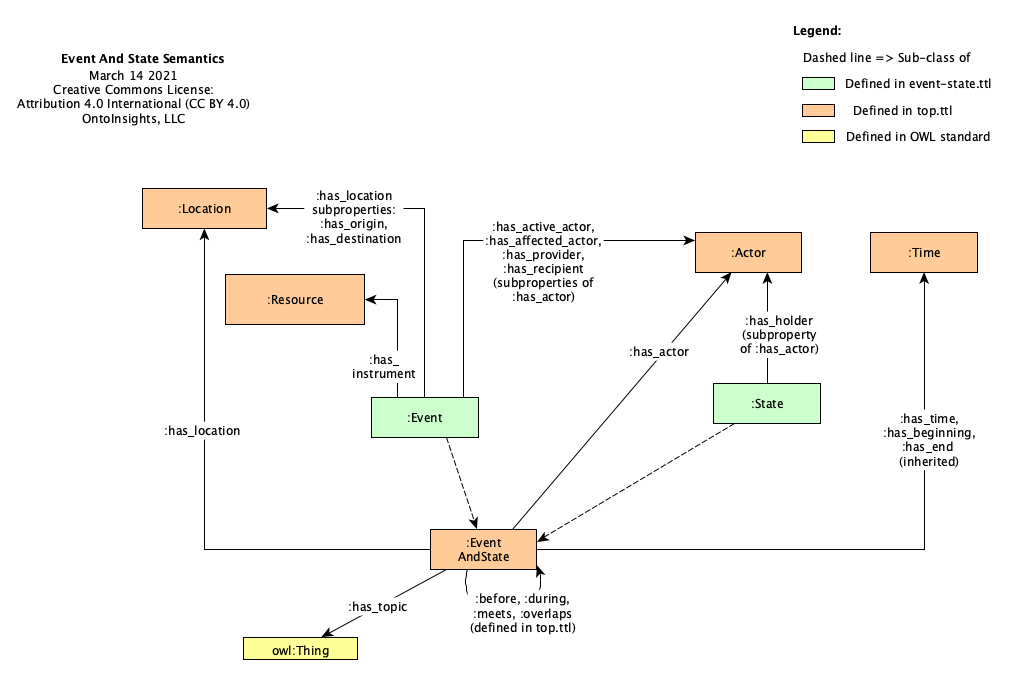 Event And State Semantics
March 14 2021
Creative Commons License:
Attribution 4.0 International (CC BY 4.0)
OntoInsights, LLC
Legend:
Dashed line => Sub-class of
Defined in event-state.ttl
Defined in top.ttl
Defined in OWL standard
:Location
:has_location
subproperties:
:has_origin,
:has_destination
:has_active_actor,
:has_affected_actor,
:has_provider,
:has_recipient
(subproperties of
:has_actor)
:Actor
:Time
:Resource
:has_
instrument
:has_actor
:has_holder
(subproperty
of :has_actor)
:Event
:State
:has_location
:has_time,
:has_beginning,
:has_end
(inherited)
:Event
AndState
:has_topic
:before, :during,
:meets, :overlaps
(defined in top.ttl)
owl:Thing